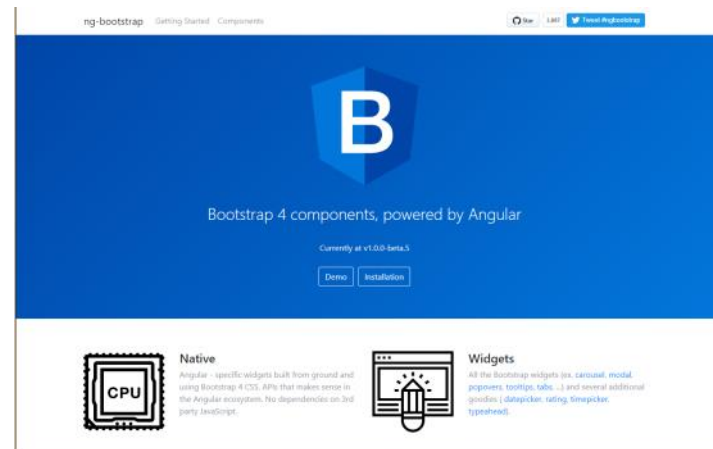 ng-bootstrap Getting Started Components Star Tweet #ngbootstrap
B
Bootstrap 4 components, powered by Angular
Currently at v1.0.0-beta.5
Demo Installation
Native
Angular - specific widgets built from ground and
using Bootstrap 4 CSS. APIs that makes sense in
the Angular ecosystem. No dependencies on 3rd
party JavaScript.
CPU
Widgets
All the Bootstrap widgets (ex. carousel, modal,
popovers, tooltips, tabs, ...) and several additional
goodies ( datepicker, rating, timepicker,
typeahead).